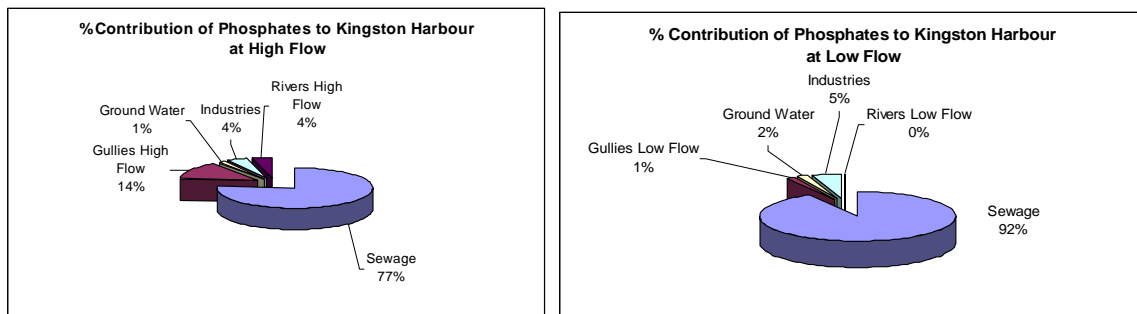 %Contribution of Phosphates to Kingston Harbour
at High Flow
Rivers High
Flow
4%
Industries
4%
Ground Water
1%
Gullies High
Flow
14%
Sewage
77%
% Contribution of Phosphates to Kingston Harbour
at Low Flow
Industries
5%
Rivers Low Flow
0%
Ground Water
2%
Gullies Low Flow
1%
Sewage
92%